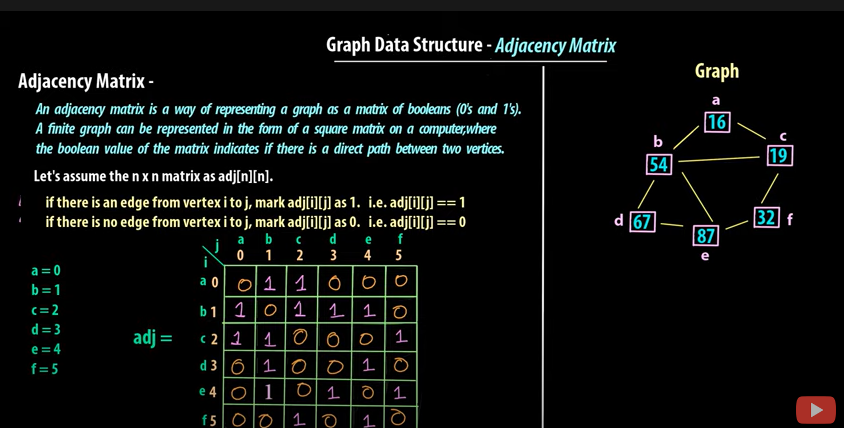 Graph Data Structure - Adjacency Matrix
Adjacency Matrix -
An adjacency matrix is a way of representing a graph as a matrix of booleans (0's and 1's).
A finite graph can be represented in the form of a square matrix on a computer,where
the boolean value of the matrix indicates if there is a direct path between two vertices.
Let's assume the n x n matrix as adj[n][n].
if there is an edge from vertex i to j, mark adj[i][j] as 1. i.e. adj[i][j] == 1
if there is no edge from vertex i to j, mark adj[i][j] as 0. i.e. adj[i][j] == 0
a = 0
b = 1
c = 2
d = 3
e = 4
f = 5
adj =
j a b c d e f
i 0 1 2 3 4 5
a 0 0 1 1 0 0 0
b 1 1 0 1 1 1 0
c 2 1 1 0 0 0 1
d 3 0 1 0 0 1 0
e 4 0 1 0 1 0 1
f 5 0 0 1 0 1 0
Graph
a
16
b
54
c
19
d 67
32 f
87
e